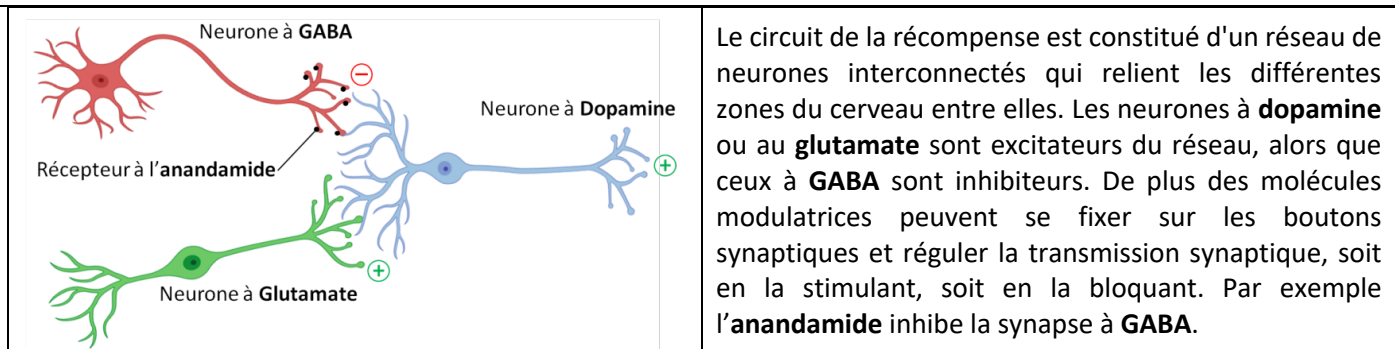 Neurone à GABA
Neurone à Dopamine
Récepteur à l'anandamide
Neurone à Glutamate
Le circuit de la récompense est constitué d'un réseau de
neurones interconnectés qui relient les différentes
zones du cerveau entre elles. Les neurones à dopamine
ou au glutamate sont excitateurs du réseau, alors que
ceux à GABA sont inhibiteurs. De plus des molécules
modulatrices peuvent se fixer sur les boutons
synaptiques et réguler la transmission synaptique, soit
en la stimulant, soit en la bloquant. Par exemple
l'anandamide inhibe la synapse à GABA.